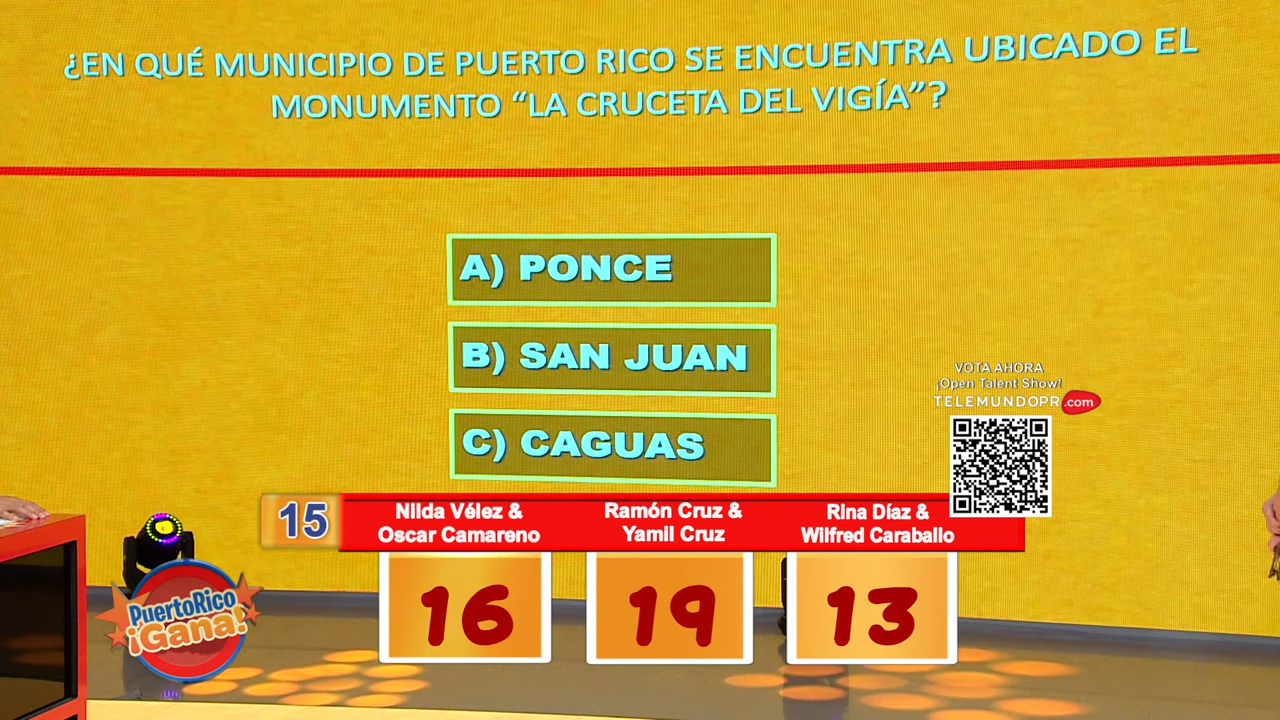 ¿EN QUÉ MUNICIPIO DE PUERTO RICO SE ENCUENTRA UBICADO EL
MONUMENTO “LA CRUCETA DEL VIGÍA”?
A) PONCE
B) SAN JUAN
C) CAGUAS
VOTA AHORA
¡Open Talent Show!
TELEMUNDOPR.com
15
Nilda Vélez &
Oscar Camareno
Ramón Cruz &
Yamil Cruz
Rina Díaz &
Wilfred Caraballo
16
19
13
PuertoRico
¡Gana!